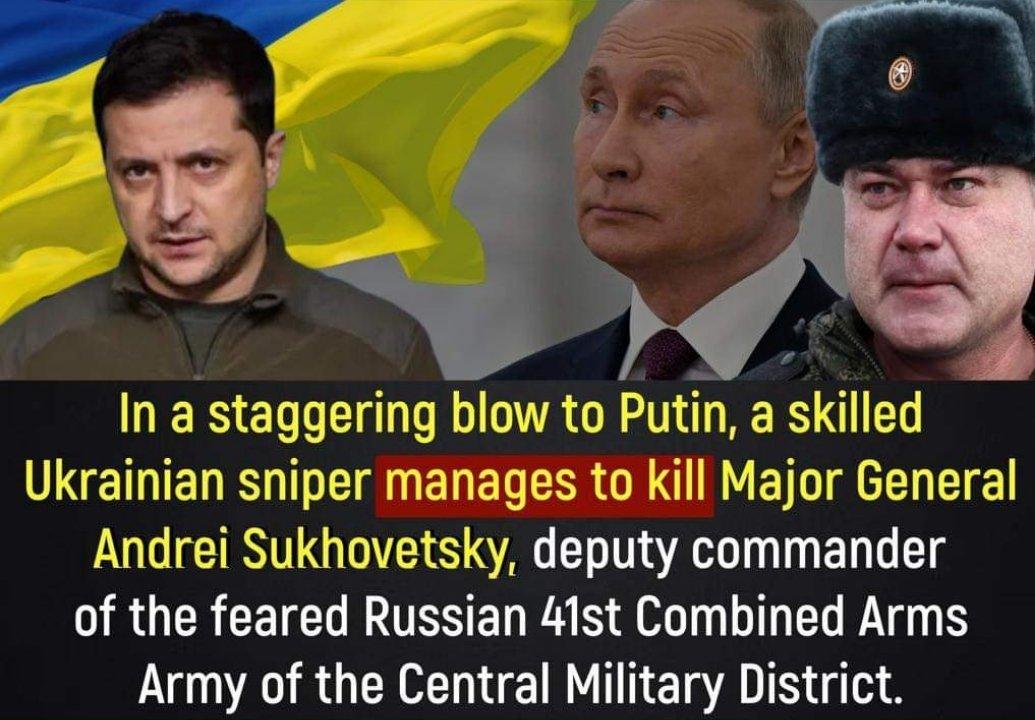 In a staggering blow to Putin, a skilled
Ukrainian sniper manages to kill Major General
Andrei Sukhovetsky, deputy commander
of the feared Russian 41st Combined Arms
Army of the Central Military District.